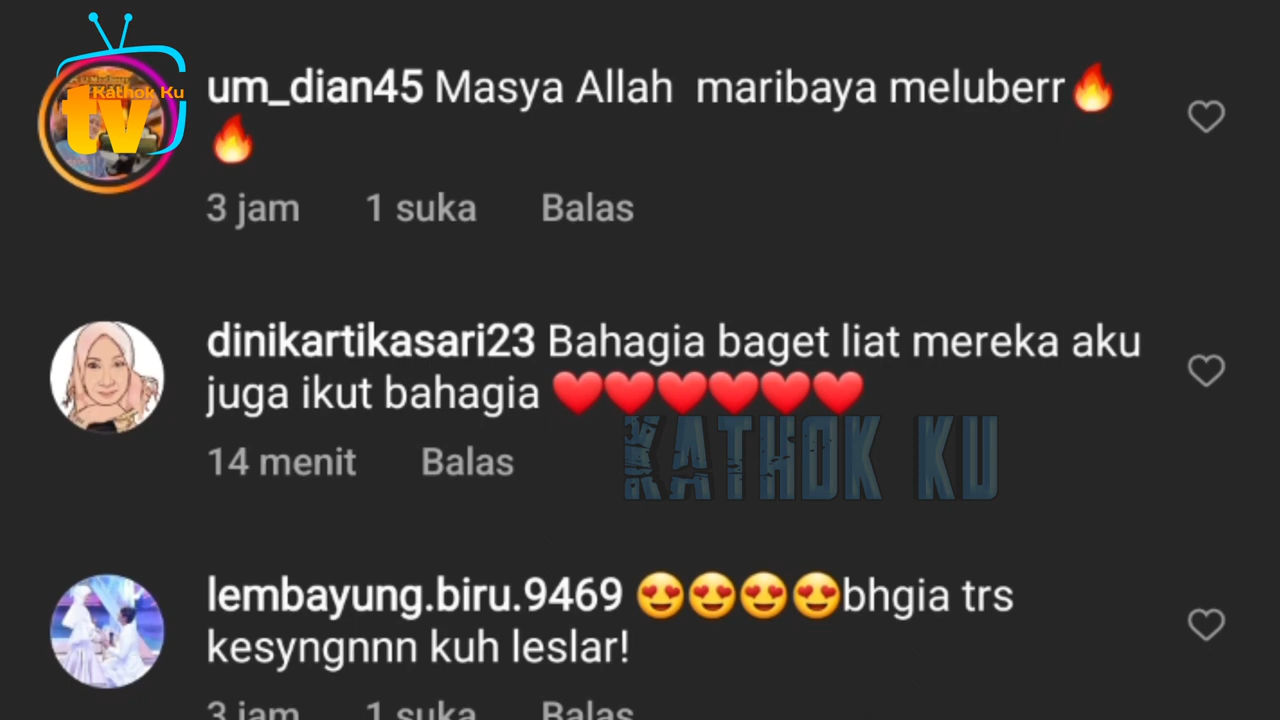 Kathok Ku
tv
um_dian45 Masya Allah maribaya meluberr🔥
🔥
3 jam 1 suka Balas
dinikartikasari23 Bahagia baget liat mereka aku
juga ikut bahagia ❤️❤️❤️❤️❤️❤️
14 menit Balas
KATHOK KU
lembayung.biru.9469 😍😍😍😍bhgia trs
kesyngnnn kuh leslar!
3 jam 1 suka Balas